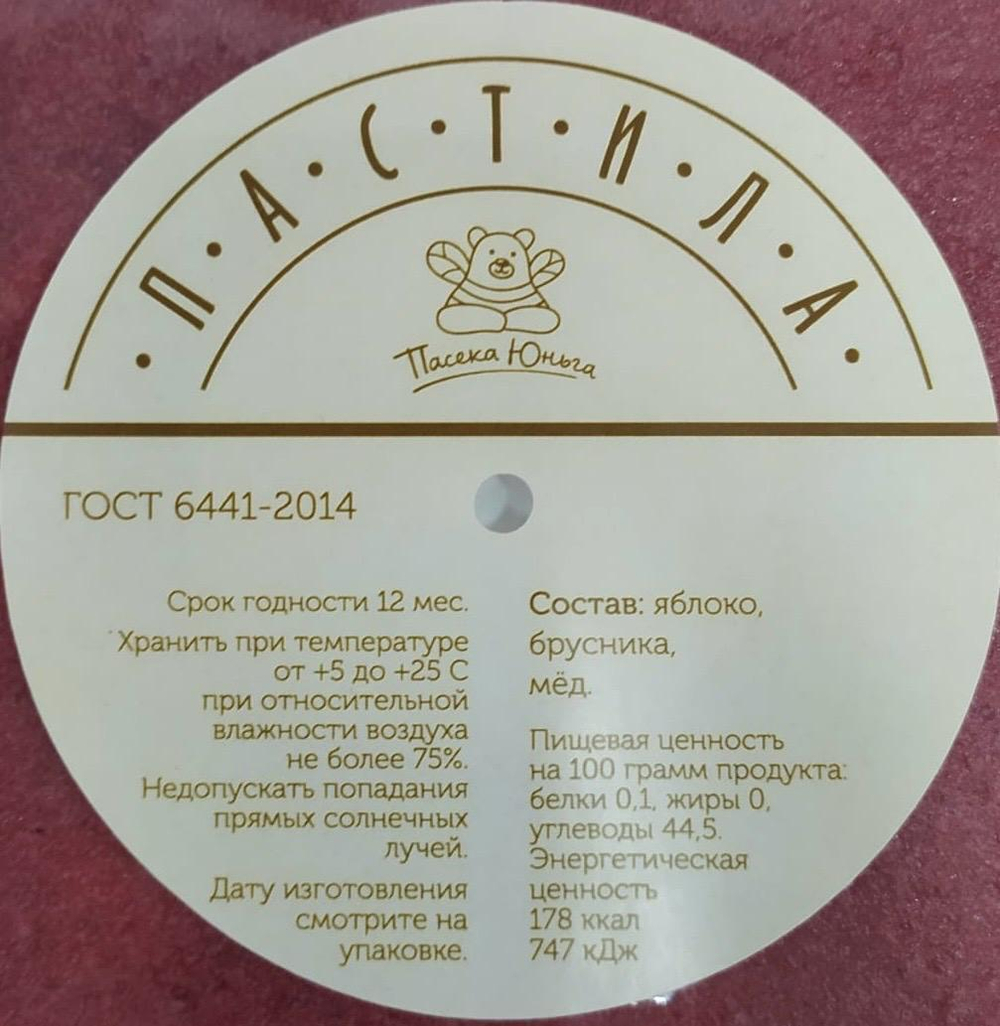 •П•А•С•Т•И•Л•А•
Пасека Юньга
ГОСТ 6441-2014
Срок годности 12 мес.
Хранить при температуре
от +5 до +25 С
при относительной
влажности воздуха
не более 75%.
Недопускать попадания
прямых солнечных
лучей.
Дату изготовления
смотрите на
упаковке.
Состав: яблоко,
брусника,
мёд.
Пищевая ценность
на 100 грамм продукта:
белки 0,1, жиры 0,
углеводы 44,5.
Энергетическая
ценность
178 ккал
747 кДж